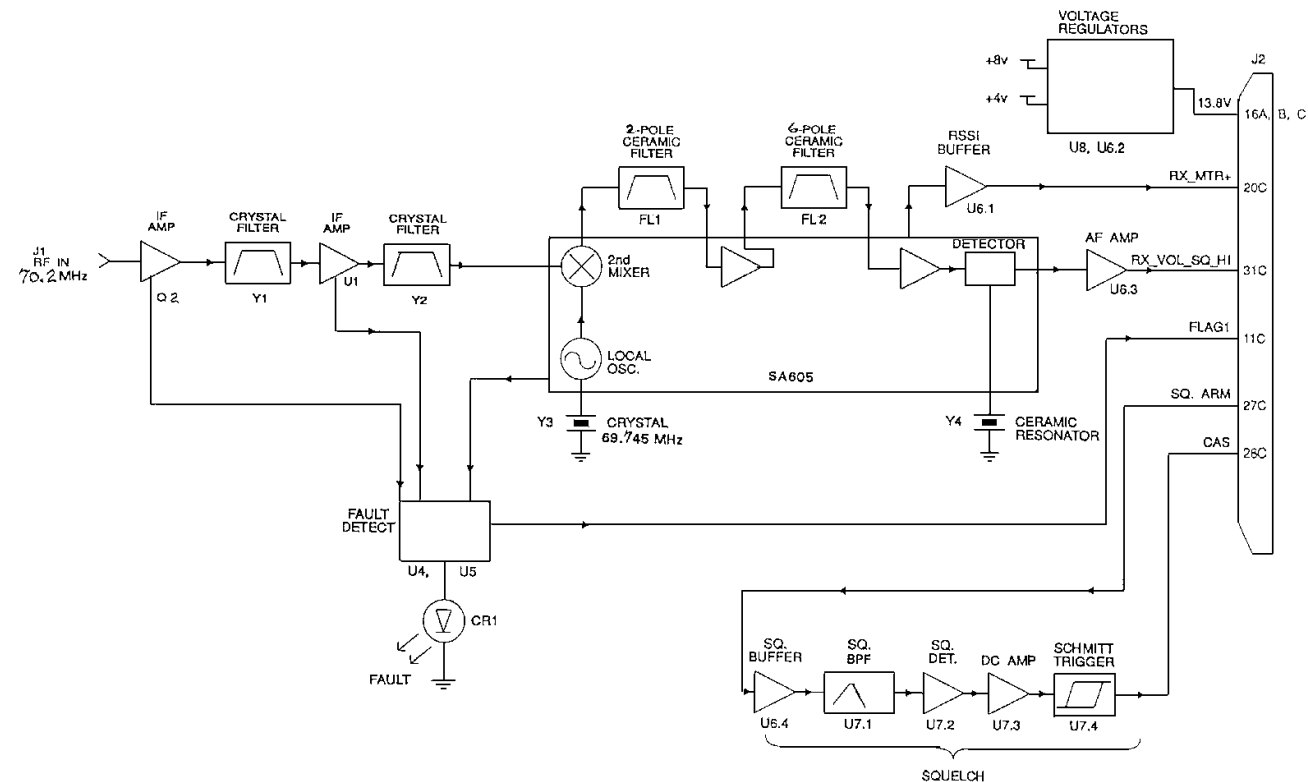 VOLTAGE
REGULATORS
+8v
+4v
U8, U6.2
J2
13.8V
16A, B, C
2-POLE
CERAMIC
FILTER
FL1
6-POLE
CERAMIC
FILTER
FL2
RSSI
BUFFER
U6.1
RX_MTR+
20C
J1
RF IN
70.2 MHz
IF
AMP
Q2
CRYSTAL
FILTER
Y1
IF
AMP
U1
CRYSTAL
FILTER
Y2
2nd
MIXER
DETECTOR
AF AMP
U6.3
RX_VOL_SQ_HI
31C
LOCAL
OSC.
SA605
FLAG1
11C
Y3
CRYSTAL
69.745 MHz
Y4
CERAMIC
RESONATOR
SQ. ARM
27C
CAS
26C
FAULT
DETECT
U4, U5
CR1
FAULT
SQ.
BUFFER
U6.4
SQ.
BPF
U7.1
SQ.
DET.
U7.2
DC AMP
U7.3
SCHMITT
TRIGGER
U7.4
SQUELCH